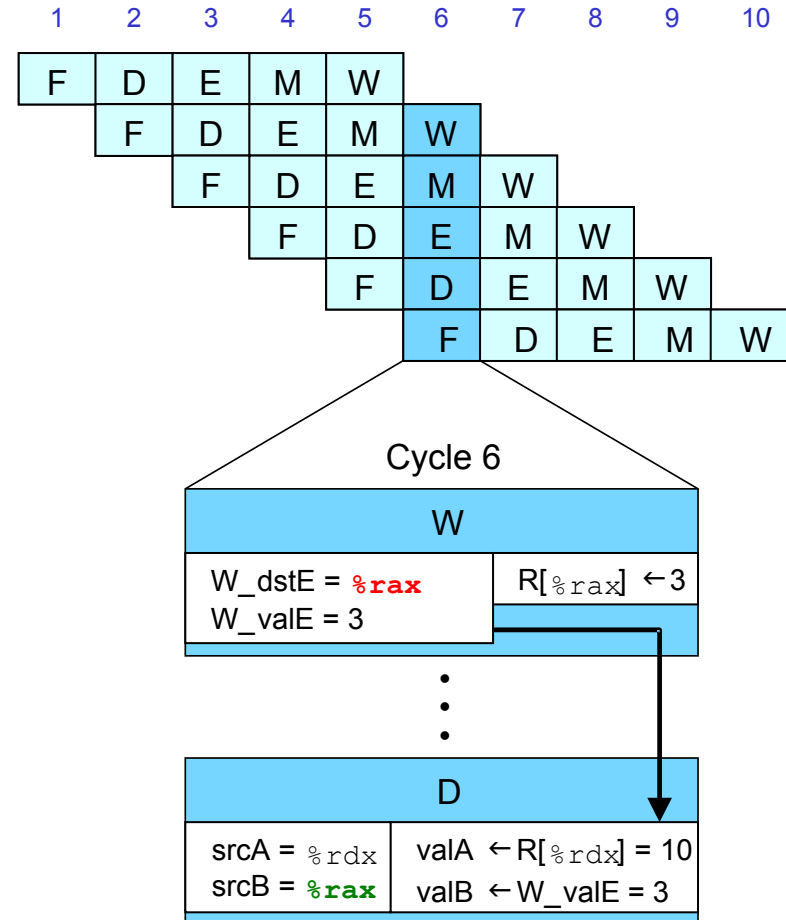 1 2 3 4 5 6 7 8 9 10
F D E M W
F D E M W
F D E M W
F D E M W
F D E M W
F D E M W
Cycle 6
W
W_dstE = %rax R[%rax] ←3
W_valE = 3
D
srcA = %rdx valA ←R[%rdx] = 10
srcB = %rax valB ←W_valE = 3